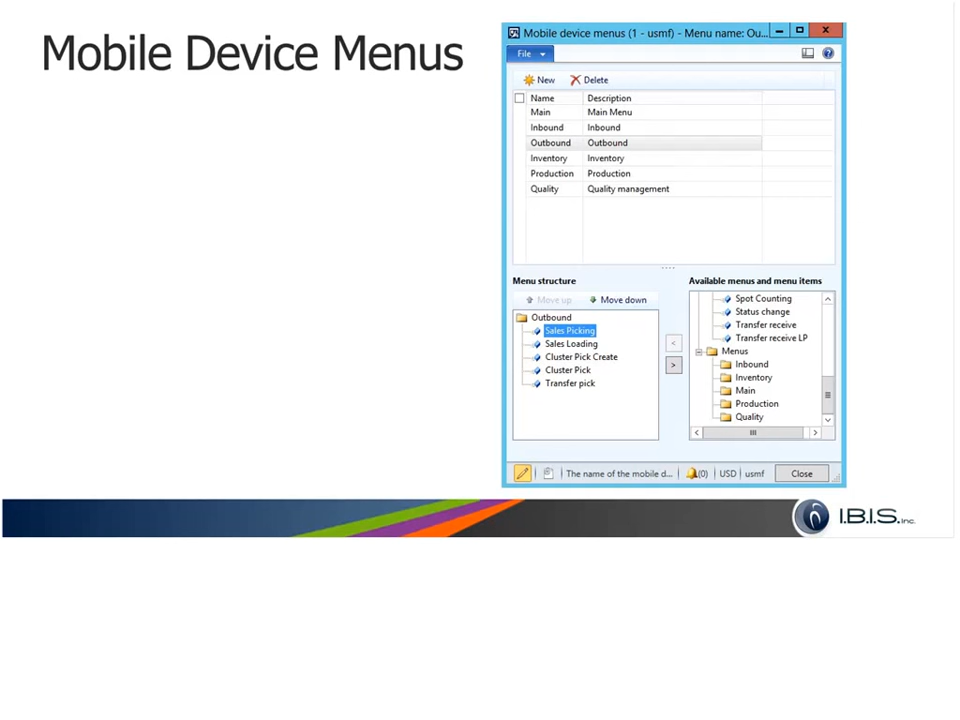 Mobile Device Menus
Mobile device menus (1 - usmf) - Menu name: Ou...
File
New Delete
Name Description
Main Main Menu
Inbound Inbound
Outbound Outbound
Inventory Inventory
Production Production
Quality Quality management
Menu structure
Move up Move down
Outbound
Sales Picking
Sales Loading
Cluster Pick Create
Cluster Pick
Transfer pick
<
>
Available menus and menu items
Spot Counting
Status change
Transfer receive
Transfer receive LP
Menus
Inbound
Inventory
Main
Production
Quality
The name of the mobile d... (0) USD usmf Close
I.B.I.S. Inc.